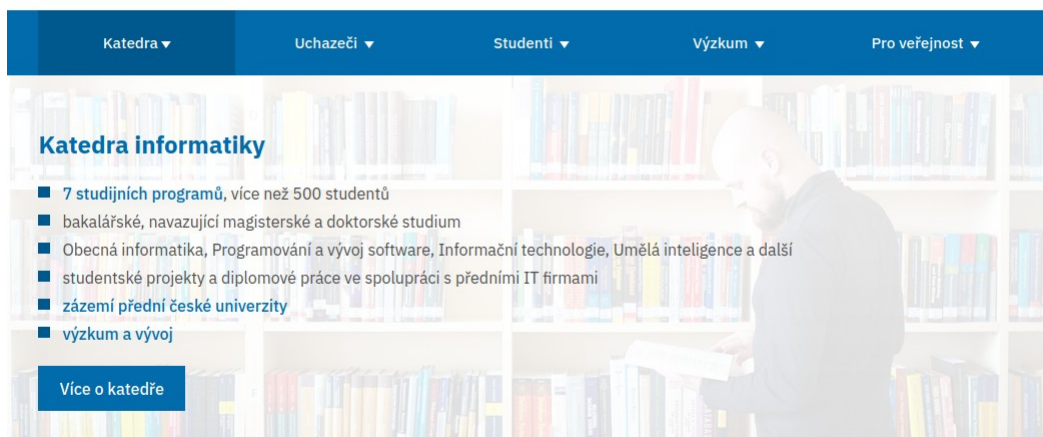 Katedra ▾ Uchazeči ▾ Studenti ▾ Výzkum ▾ Pro veřejnost ▾
Katedra informatiky
7 studijních programů, více než 500 studentů
bakalářské, navazující magisterské a doktorské studium
Obecná informatika, Programování a vývoj software, Informační technologie, Umělá inteligence a další
studentské projekty a diplomové práce ve spolupráci s předními IT firmami
zázemí přední české univerzity
výzkum a vývoj
Více o katedře